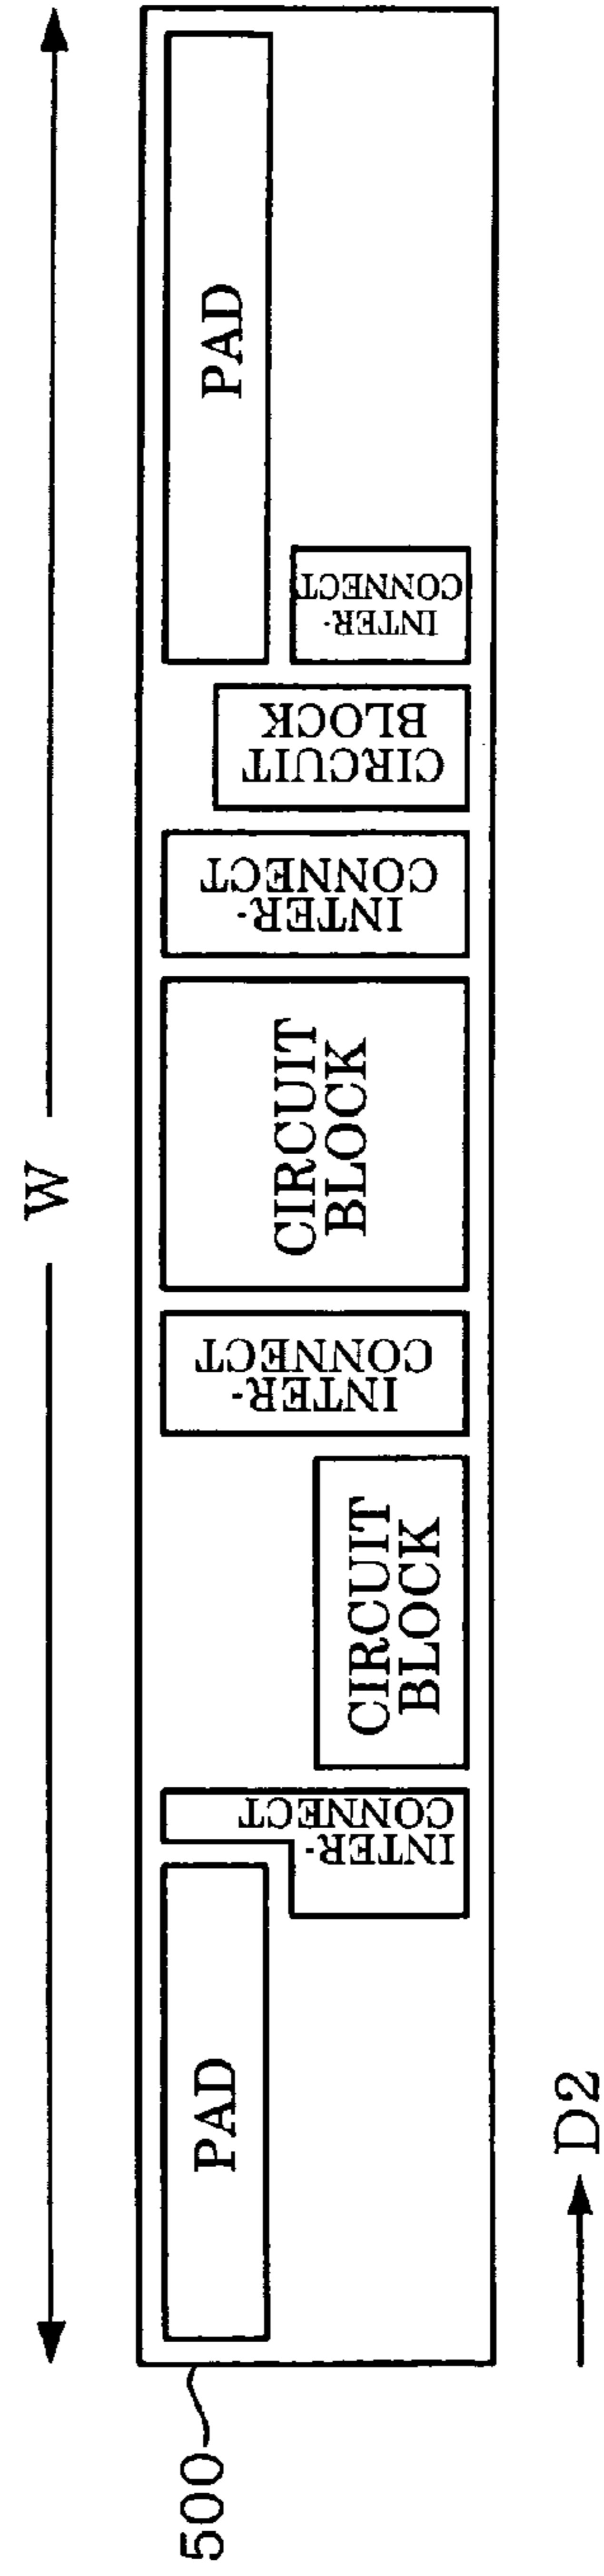 W
PAD
INTER-
CONNECT
CIRCUIT
BLOCK
INTER-
CONNECT
CIRCUIT
BLOCK
INTER-
CONNECT
CIRCUIT
BLOCK
INTER-
CONNECT
PAD
500
D2